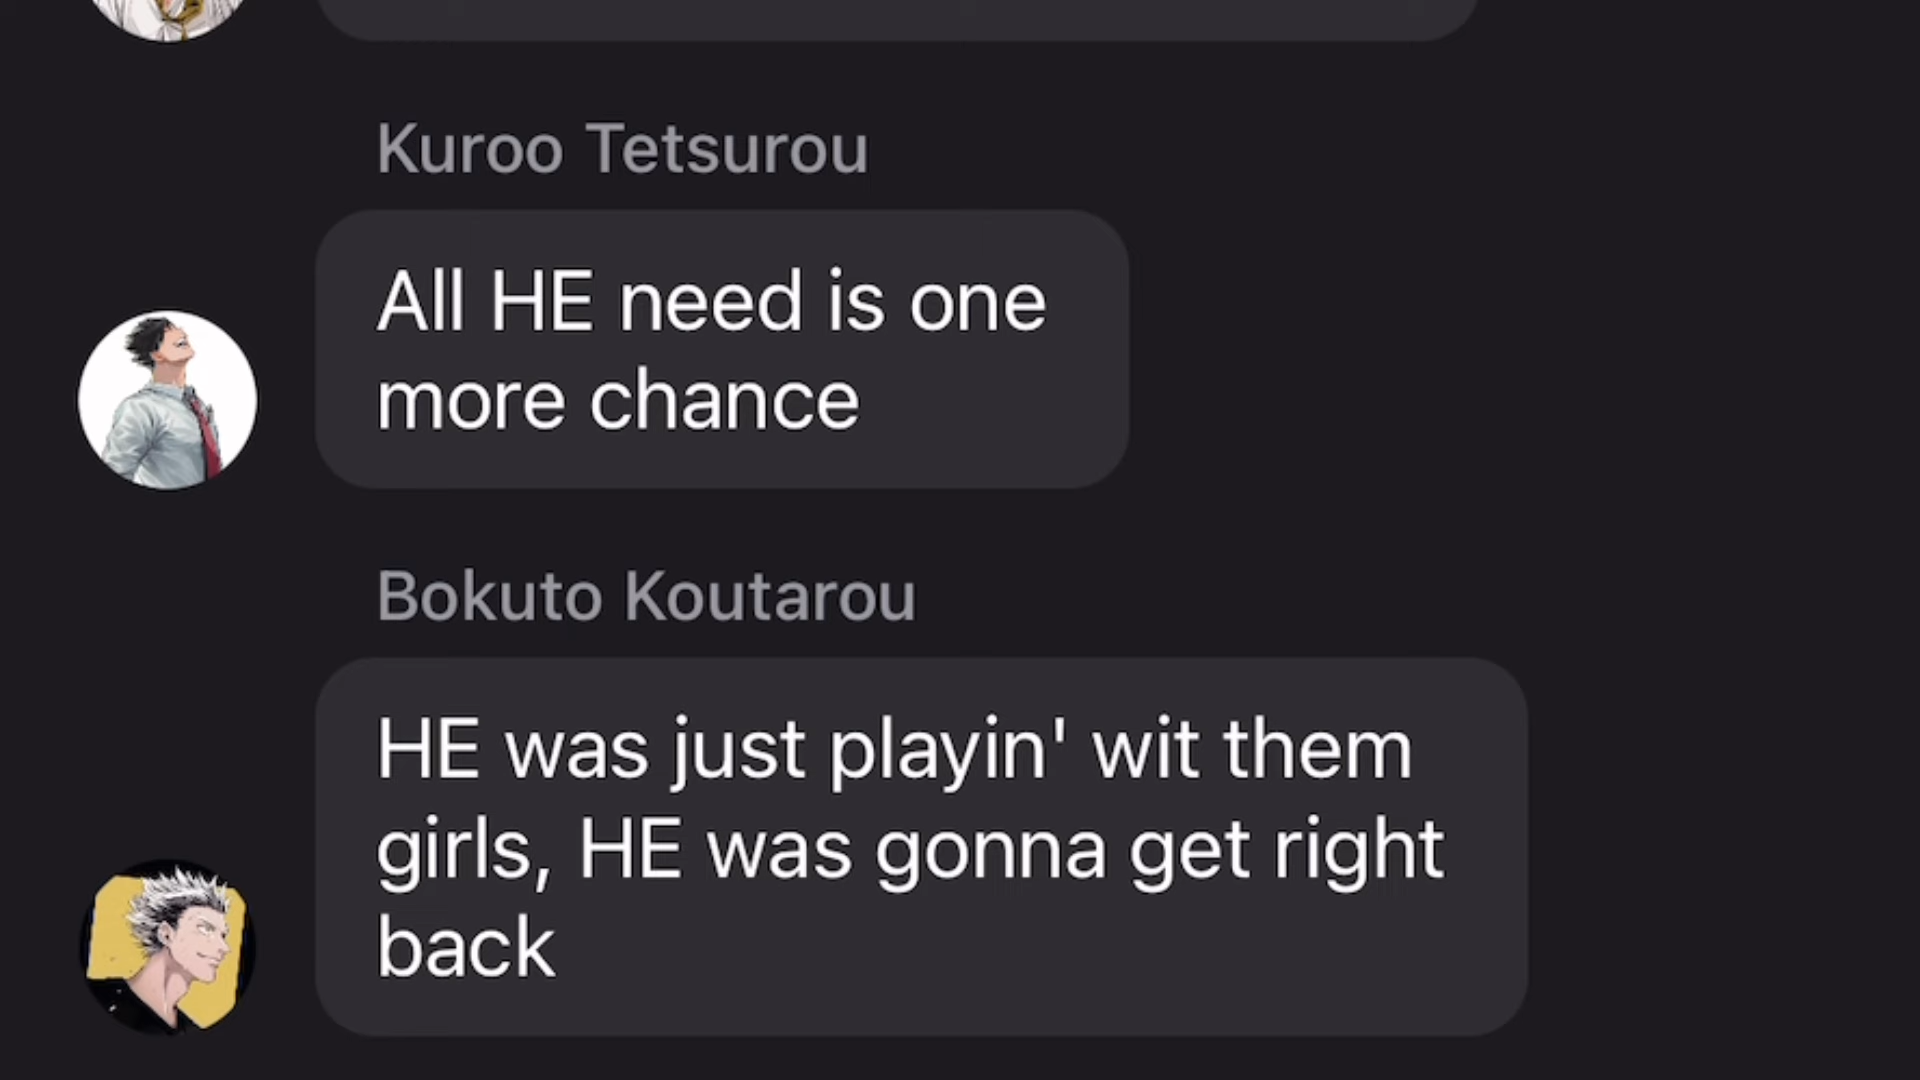 Kuroo Tetsurou
All HE need is one
more chance
Bokuto Koutarou
HE was just playin' wit them
girls, HE was gonna get right
back